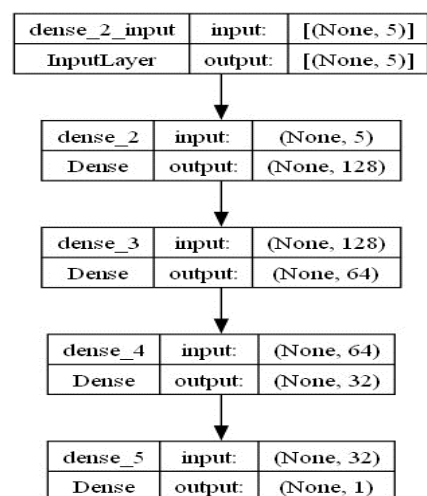 dense_2_input input: [(None, 5)]
InputLayer output: [(None, 5)]
dense_2 input: (None, 5)
Dense output: (None, 128)
dense_3 input: (None, 128)
Dense output: (None, 64)
dense_4 input: (None, 64)
Dense output: (None, 32)
dense_5 input: (None, 32)
Dense output: (None, 1)